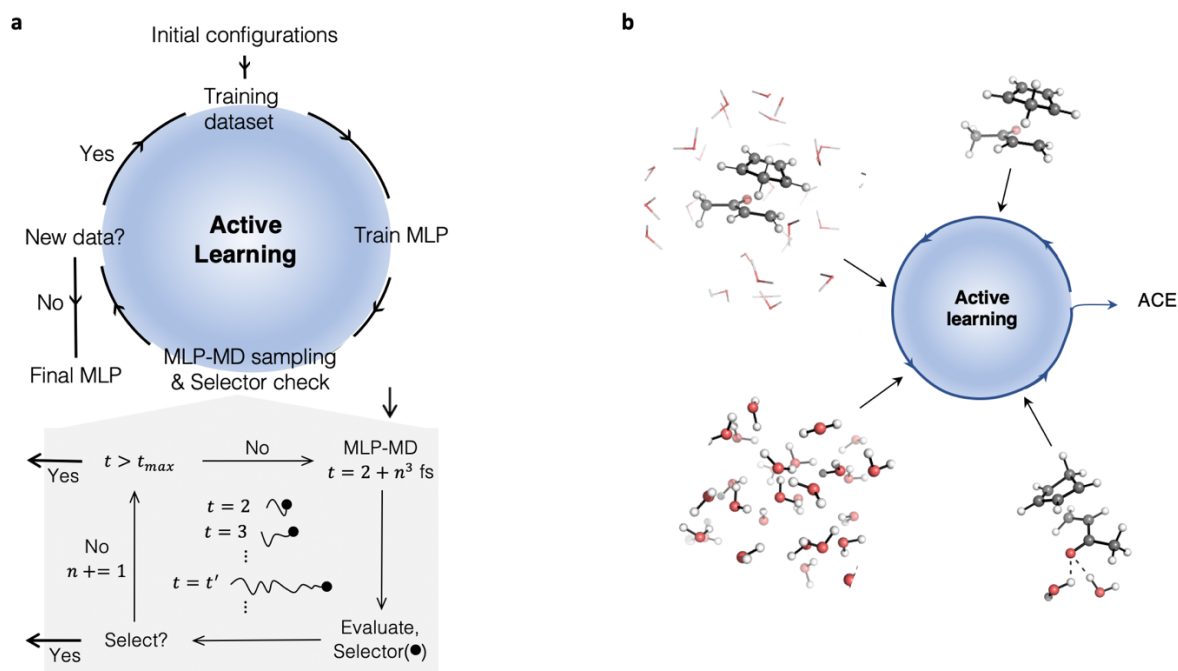 a
Initial configurations
Training
dataset
Yes
Active
Learning
New data?
Train MLP
No
MLP-MD sampling
& Selector check
Final MLP
No
MLP-MD
t = 2 + n³ fs
t > tmax
Yes
t = 2
t = 3
⋮
No
n += 1
t = t′
⋮
Evaluate,
Selector(●)
Select?
Yes
b
Active
learning
ACE